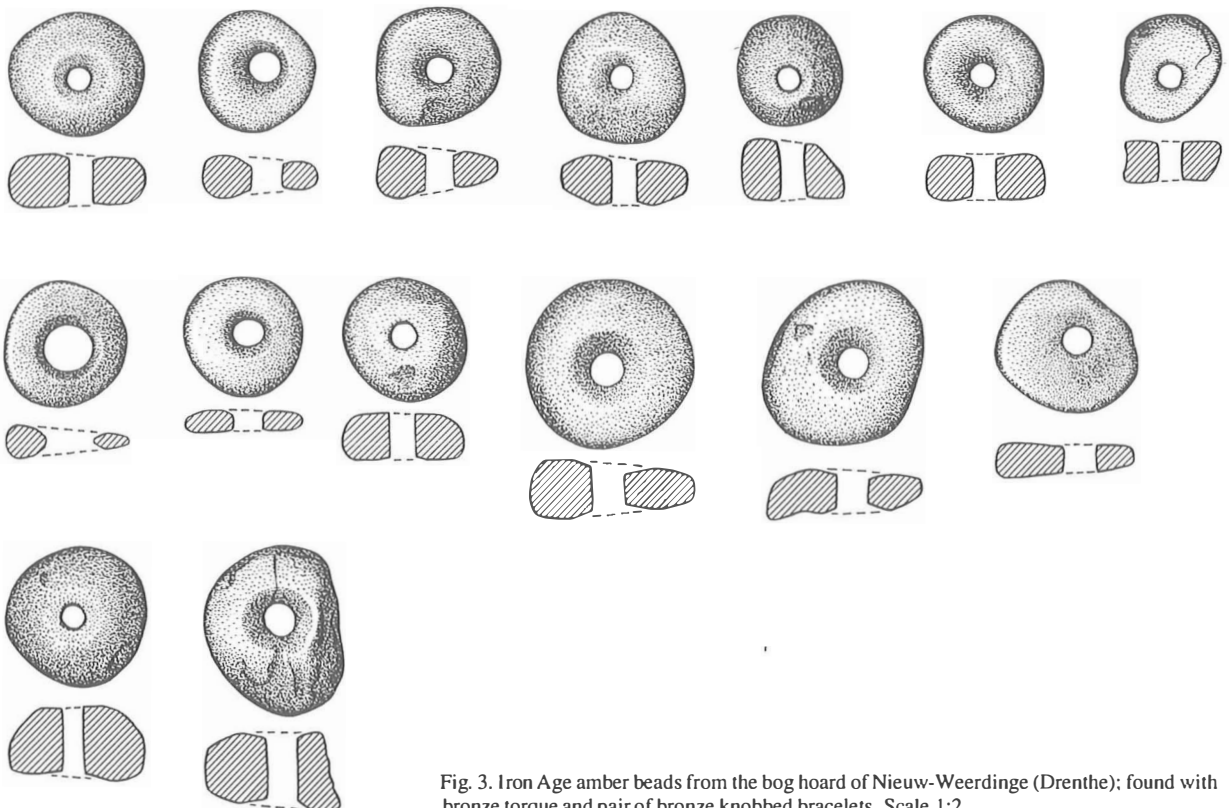 Fig. 3. Iron Age amber beads from the bog hoard of Nieuw-Weerdinge (Drenthe); found with
bronze torque and pair of bronze knobbed bracelets. Scale 1:2.